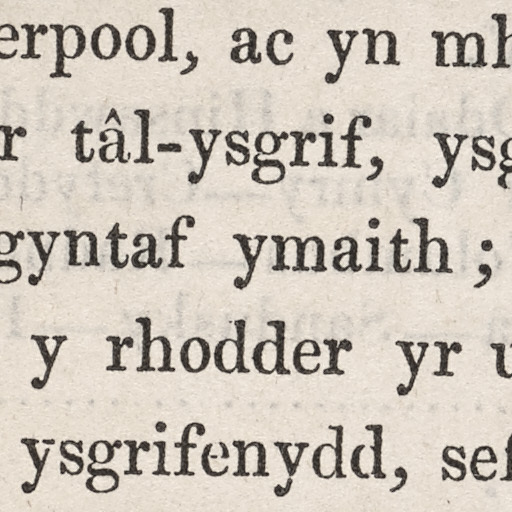 erpool, ac yn mh
r tâl-ysgrif, ysg
gyntaf ymaith ;
y rhodder yr u
ysgrifenydd, sef